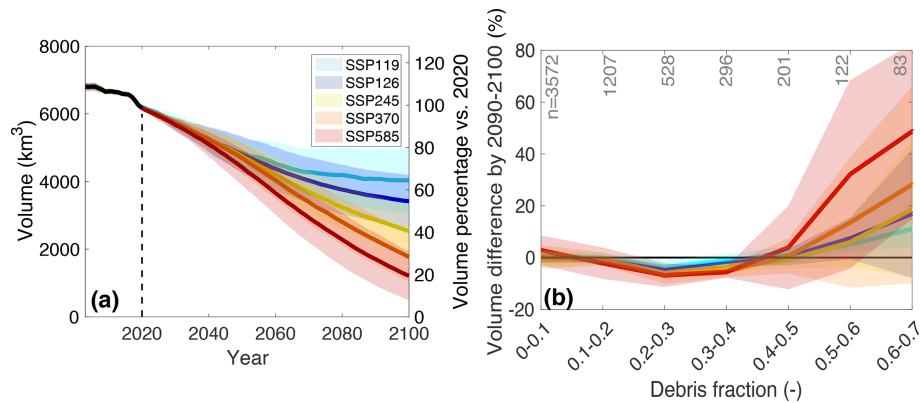 8000
6000
4000
2000
0
Volume (km³)
2020
2040
2060
2080
2100
Year
120
100
80
60
40
20
0
Volume percentage vs. 2020
SSP119
SSP126
SSP245
SSP370
SSP585
(a)
80
60
40
20
0
-20
Volume difference by 2090-2100 (%)
n=3572
1207
528
296
201
122
83
(b)
0-0.1
0.1-0.2
0.2-0.3
0.3-0.4
0.4-0.5
0.5-0.6
0.6-0.7
Debris fraction (-)